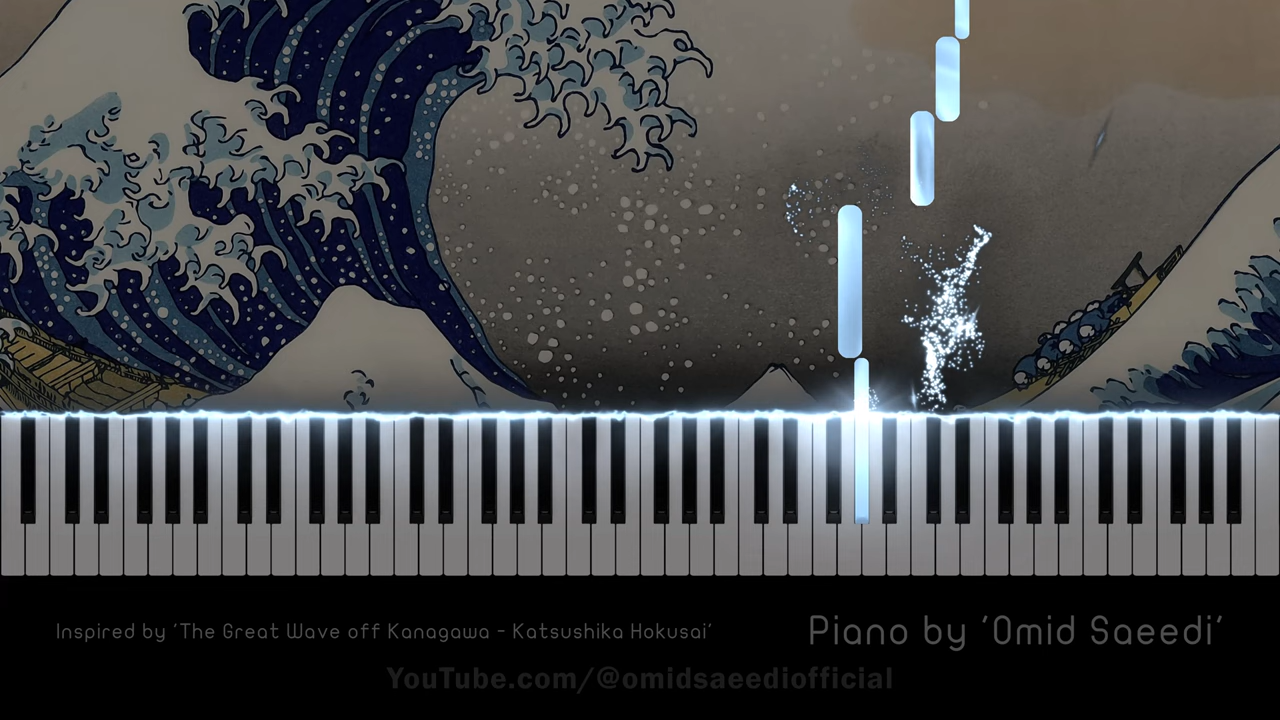 Inspired by 'The Great Wave off Kanagawa - Katsushika Hokusai'
Piano by 'Omid Saeedi'
YouTube.com/@omidsaeediofficial